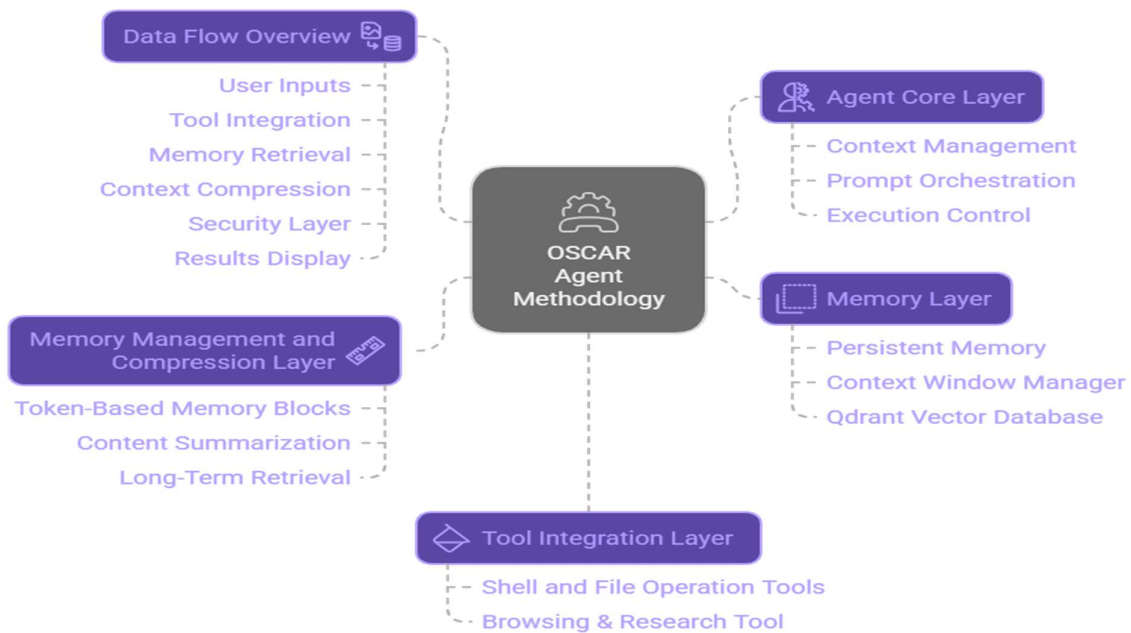 Data Flow Overview
User Inputs
Tool Integration
Memory Retrieval
Context Compression
Security Layer
Results Display
Memory Management and
Compression Layer
Token-Based Memory Blocks
Content Summarization
Long-Term Retrieval
OSCAR
Agent
Methodology
Agent Core Layer
Context Management
Prompt Orchestration
Execution Control
Memory Layer
Persistent Memory
Context Window Manager
Qdrant Vector Database
Tool Integration Layer
Shell and File Operation Tools
Browsing & Research Tool